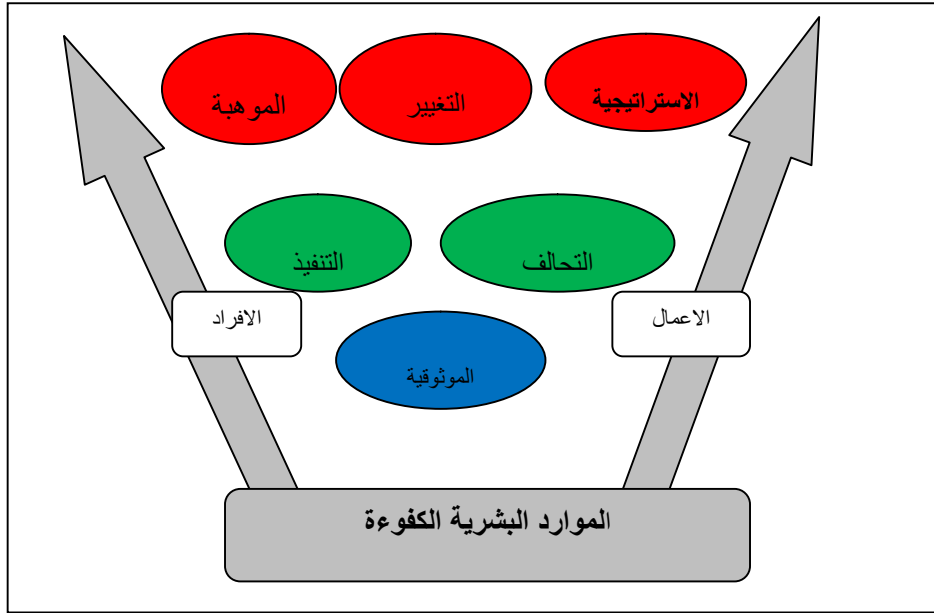 الاستراتيجية
التغيير
الموهبة
التحالف
التنفيذ
الاعمال
الافراد
الموثوقية
الموارد البشرية الكفوءة